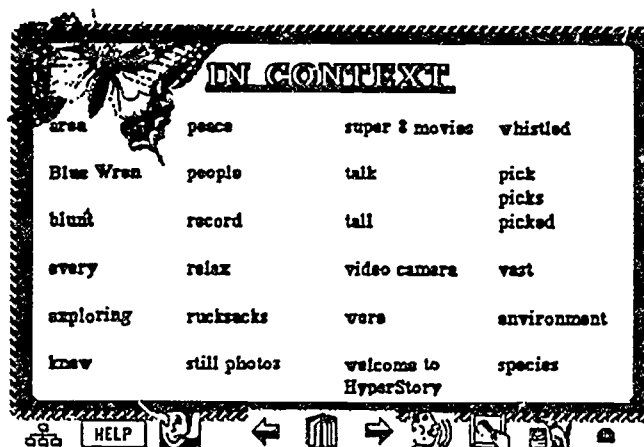 IN CONTEXT
area peace super 8 movies whistled
Blue Wren people talk pick
picks
blunt record tall picked
every relax video camera vast
exploring rucksacks were environment
knew still photos welcome to species
HyperStory
HELP